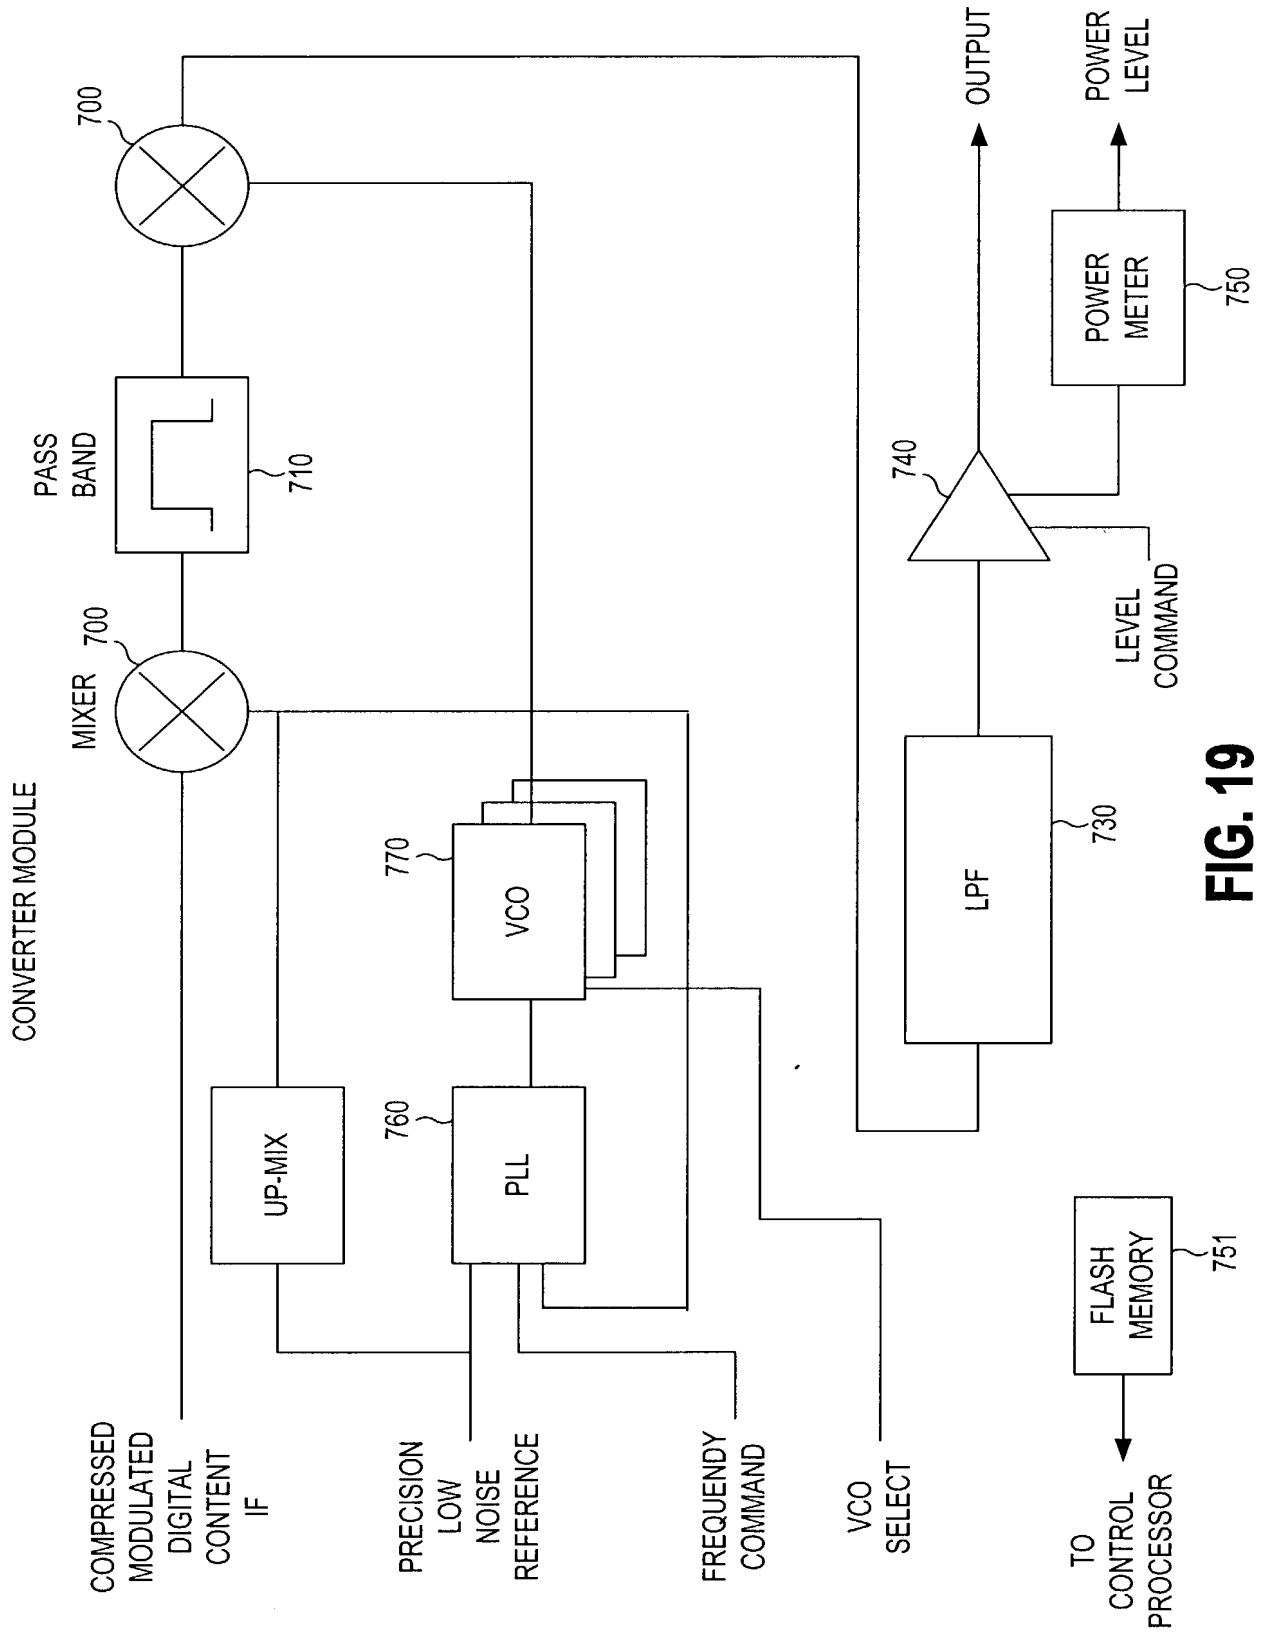 CONVERTER MODULE
COMPRESSED
MODULATED
DIGITAL
CONTENT
IF
MIXER
700
PASS
BAND
710
700
UP-MIX
PRECISION
LOW
NOISE
REFERENCE
760
PLL
770
VCO
FREQUENDY
COMMAND
VCO
SELECT
LPF
730
740
LEVEL
COMMAND
OUTPUT
POWER
METER
750
POWER
LEVEL
TO
CONTROL
PROCESSOR
FLASH
MEMORY
751
FIG. 19